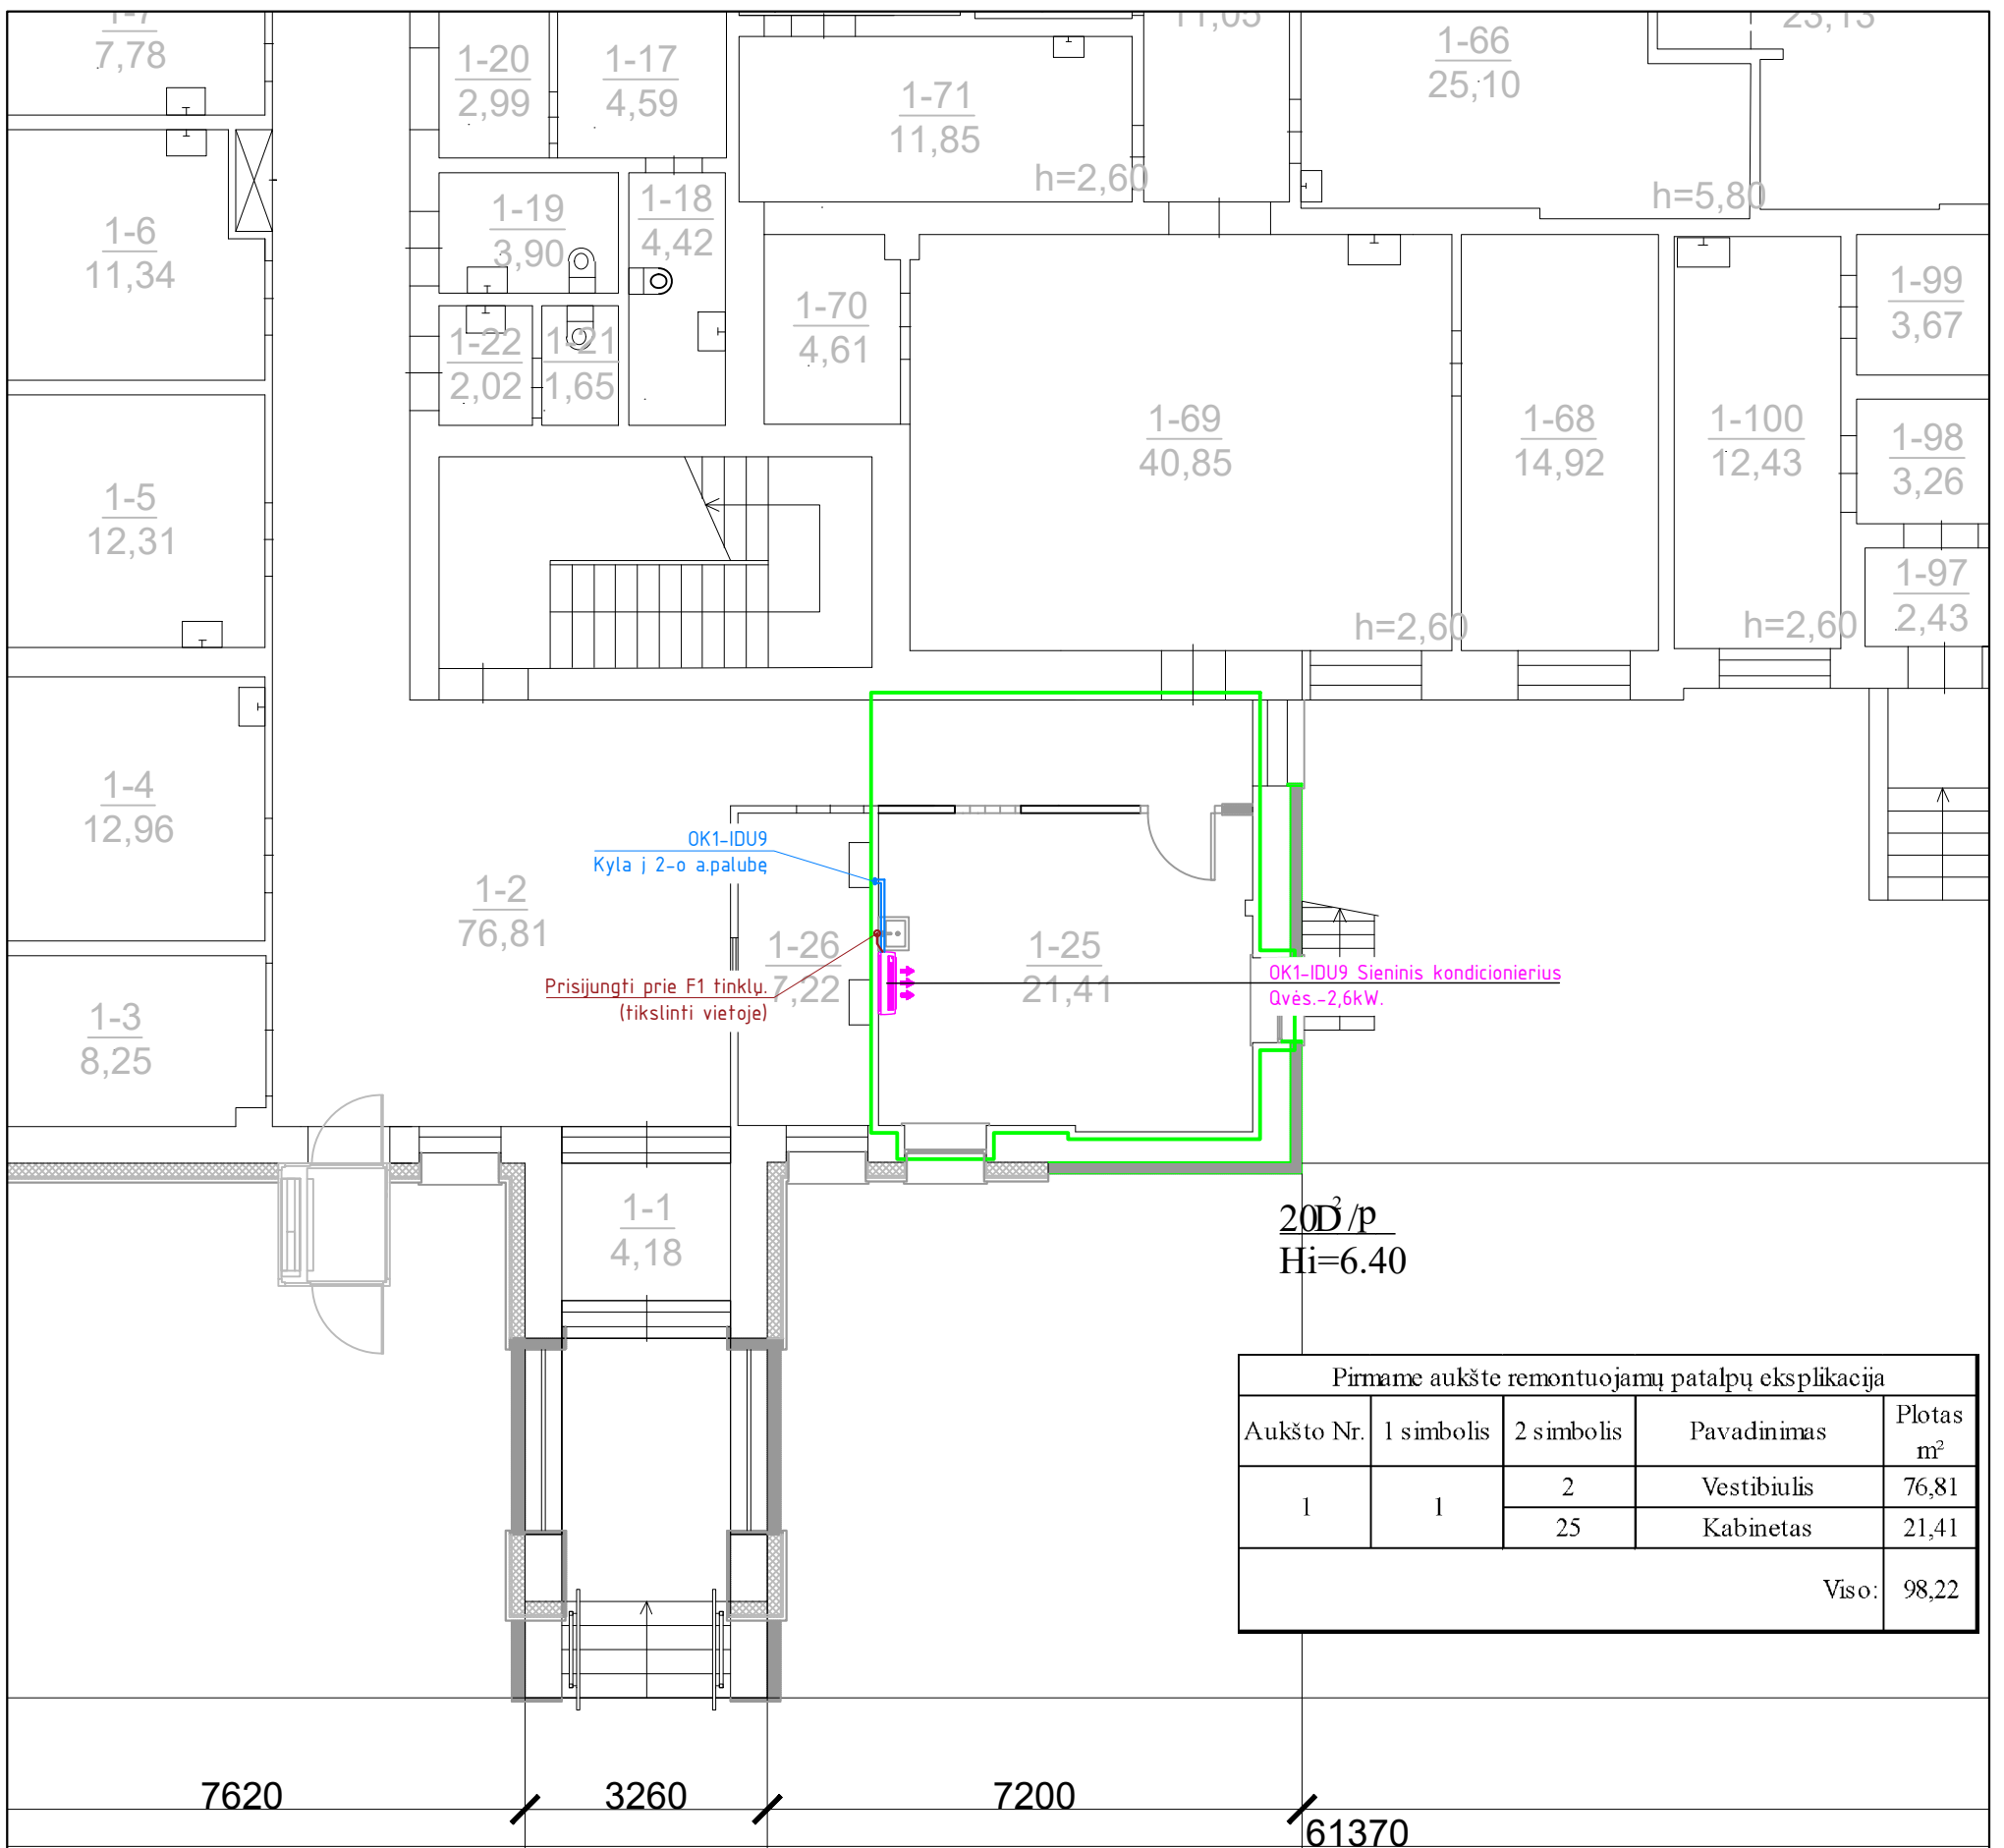 1-7
7,78
1-20
2,99
1-17
4,59
1-71
11,85
h=2,60
11,05
1-66
25,10
h=5,80
23,13
1-6
11,34
1-19
3,90
1-18
4,42
1-22
2,02
1-21
1,65
1-70
4,61
1-69
40,85
h=2,60
1-68
14,92
1-100
12,43
h=2,60
1-99
3,67
1-98
3,26
1-97
2,43
1-5
12,31
1-4
12,96
1-3
8,25
1-2
76,81
OK1-IDU9
Kyla į 2-o a.palubę
Prisijungti prie F1 tinklų.
(tikslinti vietoje)
1-26
7,22
1-25
21,41
OK1-IDU9 Sieninis kondicionierius
Qvės.-2,6kW.
1-1
4,18
20D²/p
Hi=6.40
Pirmame aukšte remontuojamų patalpų eksplikacija
Aukšto Nr. 1 simbolis 2 simbolis Pavadinimas Plotas m²
1 1 2 Vestibiulis 76,81
25 Kabinetas 21,41
Viso: 98,22
7620 3260 7200
61370